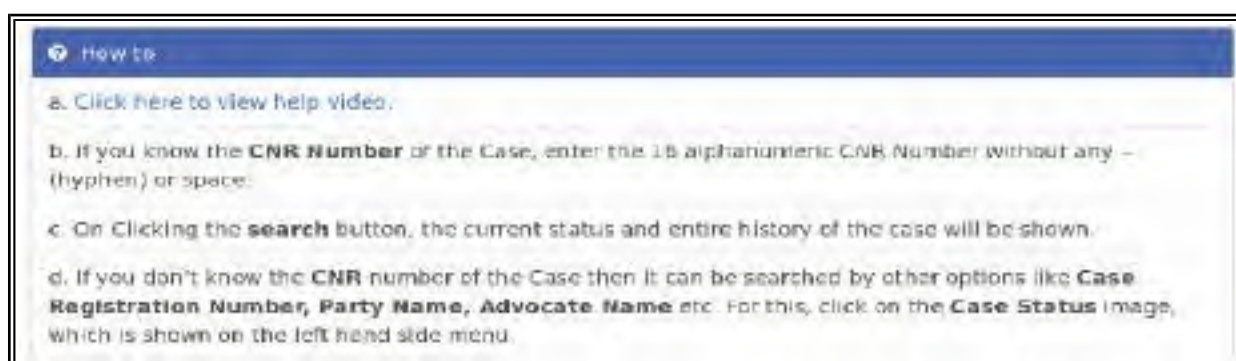 How to
a. Click here to view help video.
b. If you know the CNR Number of the Case, enter the 16 alphanumeric CNR Number without any –
(hyphen) or space.
c. On Clicking the search button, the current status and entire history of the case will be shown.
d. If you don't know the CNR number of the Case then it can be searched by other options like Case
Registration Number, Party Name, Advocate Name etc. For this, click on the Case Status image,
which is shown on the left hand side menu.